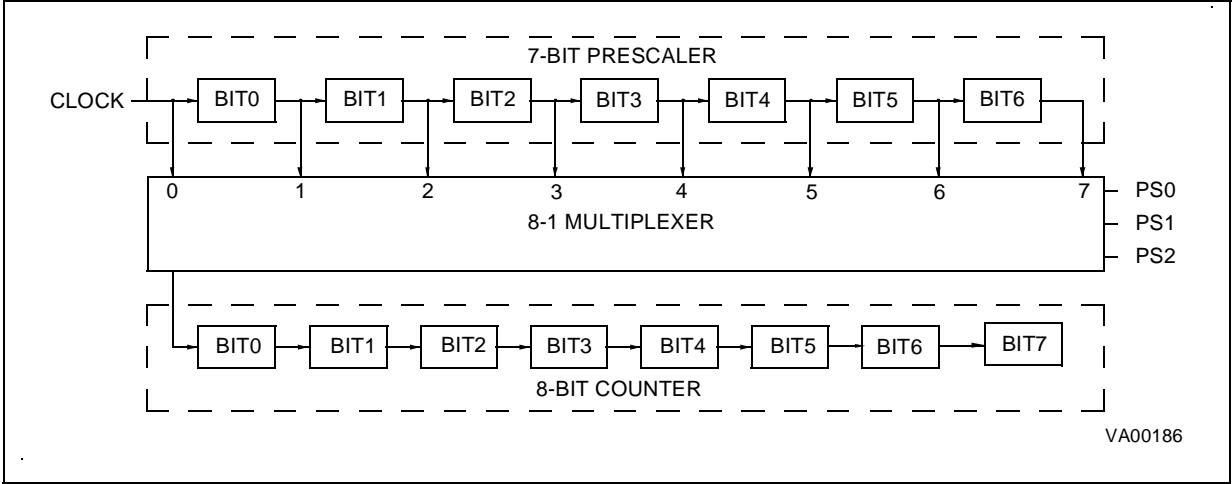 7-BIT PRESCALER
CLOCK BIT0 BIT1 BIT2 BIT3 BIT4 BIT5 BIT6
0 1 2 3 4 5 6 7 PS0
8-1 MULTIPLEXER PS1
PS2
BIT0 BIT1 BIT2 BIT3 BIT4 BIT5 BIT6 BIT7
8-BIT COUNTER
VA00186